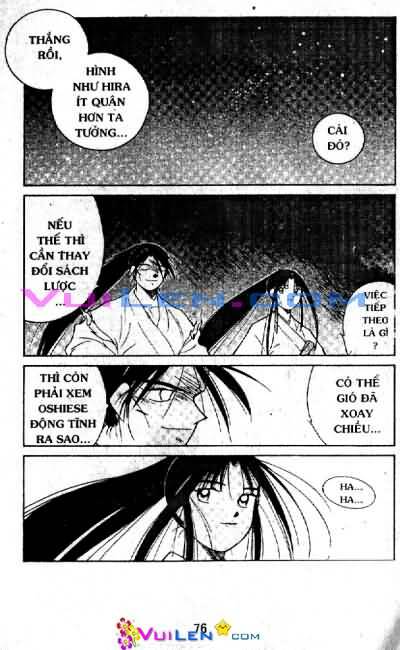 THẮNG
RỒI,
HÌNH
NHƯ HIRA
ÍT QUÂN
HƠN TA
TƯỞNG...
CÁI
ĐÓ?
NẾU
THẾ THÌ
CẦN THAY
ĐỔI SÁCH
LƯỢC
...
VIỆC
TIẾP
THEO
LÀ GÌ
?
VUILEN.COM
THÌ CÒN
PHẢI XEM
OSHIESE
ĐỘNG TĨNH
RA SAO...
CÓ THỂ
GIÓ ĐÃ
XOAY
CHIỀU...
HA...
HA...
76
VUILEN